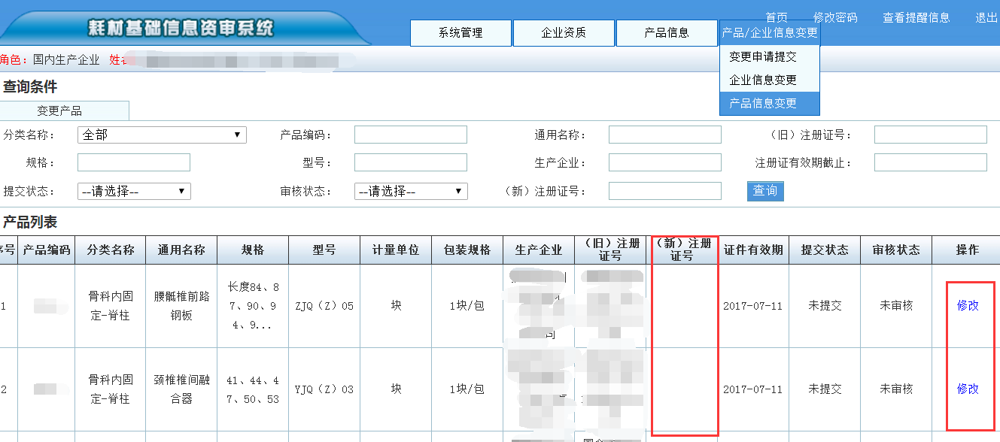 耗材基础信息资审系统
首页 修改密码 查看提醒信息 退出
系统管理 企业资质 产品信息 产品/企业信息变更
变更申请提交
企业信息变更
产品信息变更
角色：国内生产企业 姓名
查询条件
变更产品
分类名称： 全部 产品编码： 通用名称： （旧）注册证号：
规格： 型号： 生产企业： 注册证有效期截止：
提交状态： --请选择-- 审核状态： --请选择-- （新）注册证号： 查询
产品列表
序号 产品编码 分类名称 通用名称 规格 型号 计量单位 包装规格 生产企业 （旧）注册证号 （新）注册证号 证件有效期 提交状态 审核状态 操作
1 骨科内固定-脊柱 腰骶椎前路钢板 长度84、87、90、94、9... ZJQ（Z）05 块 1块/包 2017-07-11 未提交 未审核 修改
2 骨科内固定-脊柱 颈椎椎间融合器 41、44、47、50、53 YJQ（Z）03 块 1块/包 2017-07-11 未提交 未审核 修改